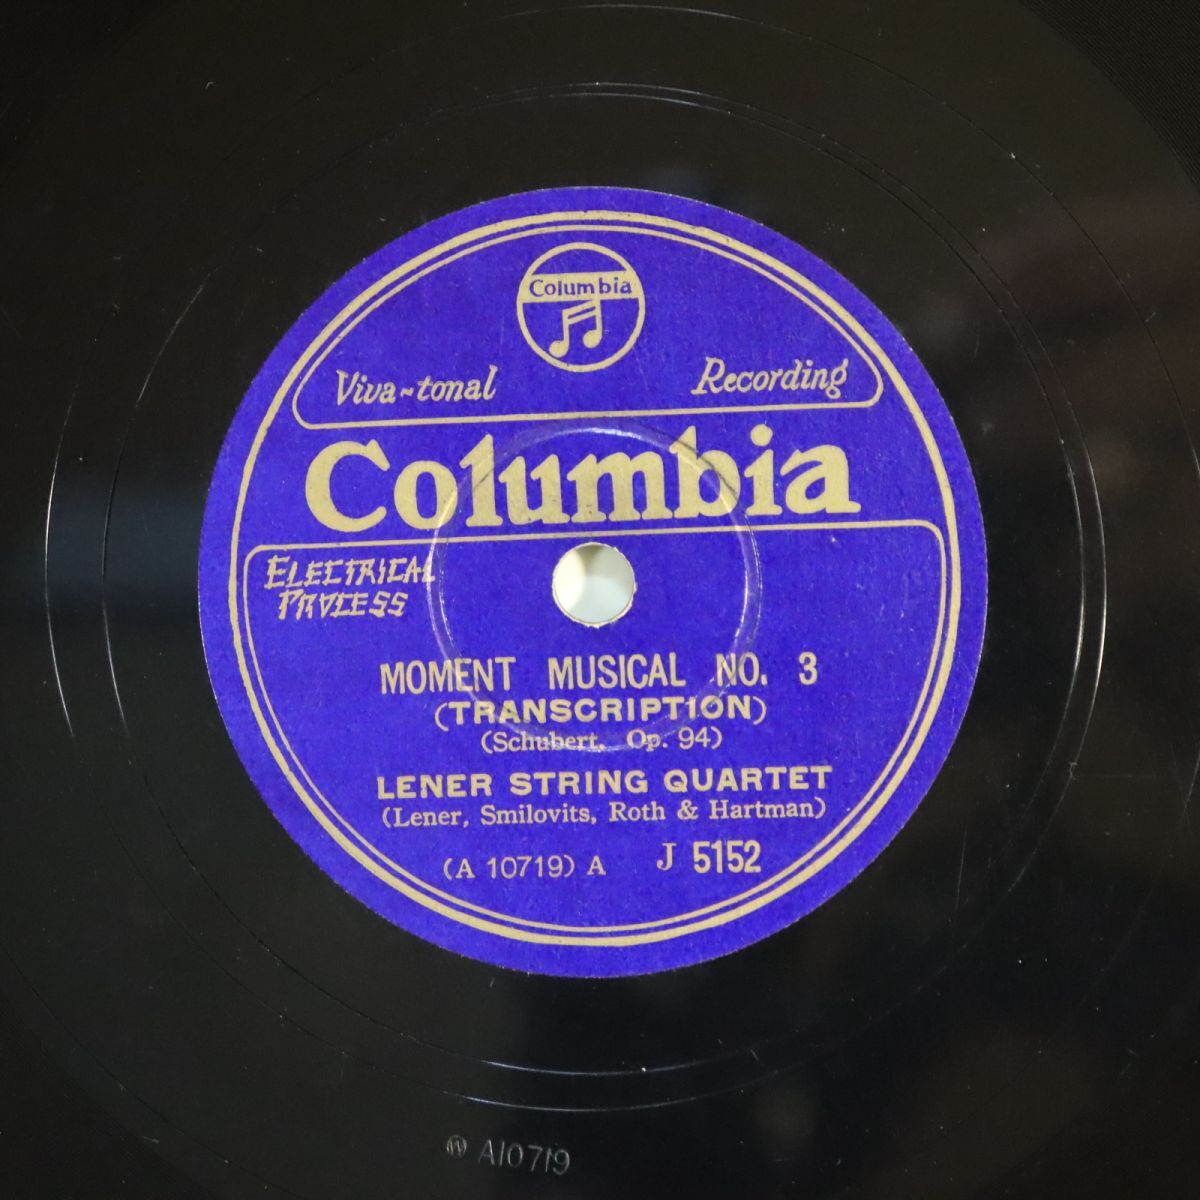 Columbia
Viva-tonal Recording
Columbia
ELECTRICAL
PROCESS
MOMENT MUSICAL NO. 3
(TRANSCRIPTION)
(Schubert, Op. 94)
LENER STRING QUARTET
(Lener, Smilovits, Roth & Hartman)
(A 10719) A J 5152
Ⓦ A10719